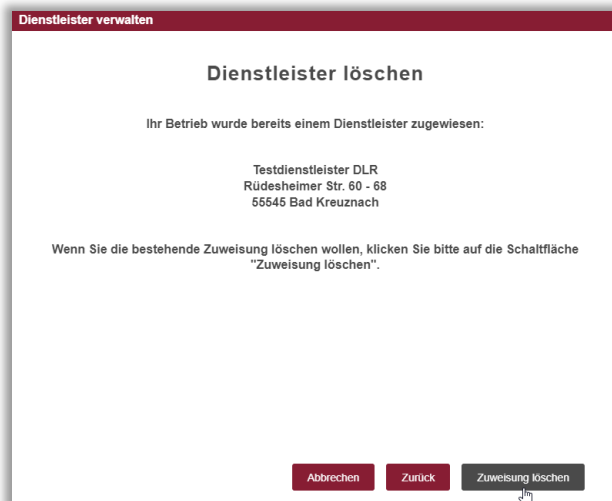 Dienstleister verwalten
Dienstleister löschen
Ihr Betrieb wurde bereits einem Dienstleister zugewiesen:
Testdienstleister DLR
Rüdesheimer Str. 60 - 68
55545 Bad Kreuznach
Wenn Sie die bestehende Zuweisung löschen wollen, klicken Sie bitte auf die Schaltfläche
"Zuweisung löschen".
Abbrechen Zurück Zuweisung löschen